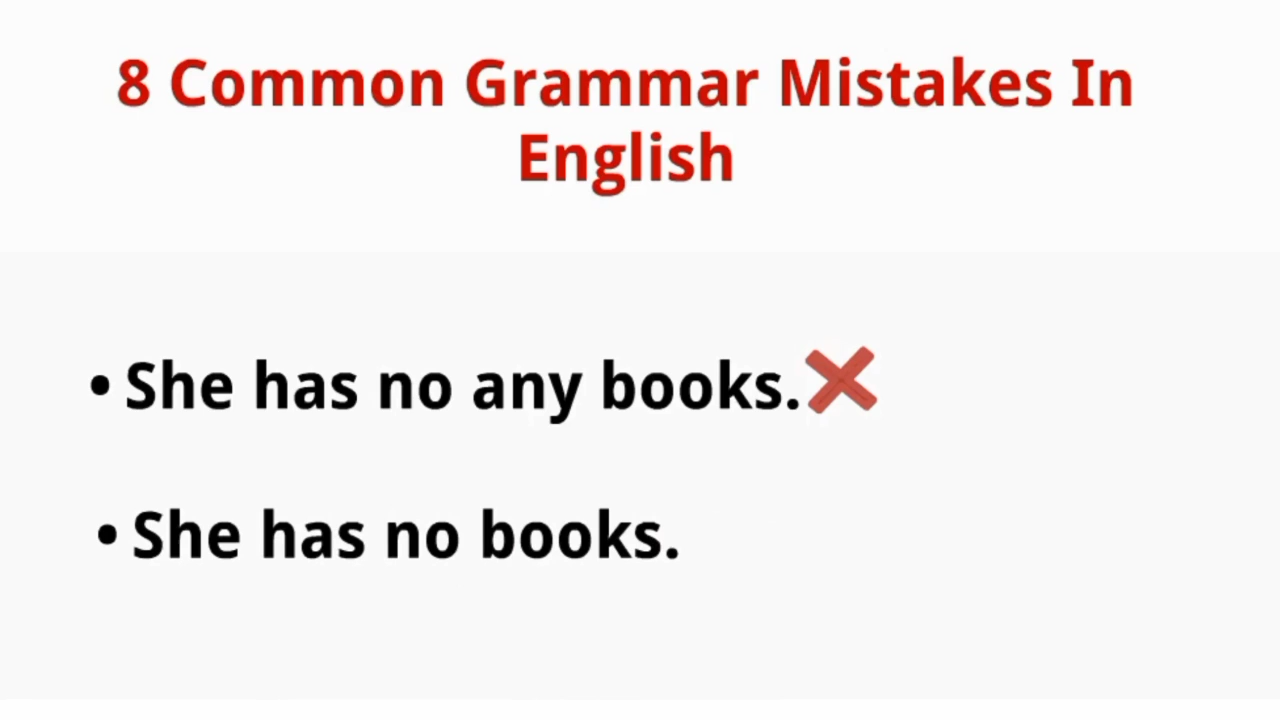 8 Common Grammar Mistakes In
English
• She has no any books.❌
• She has no books.